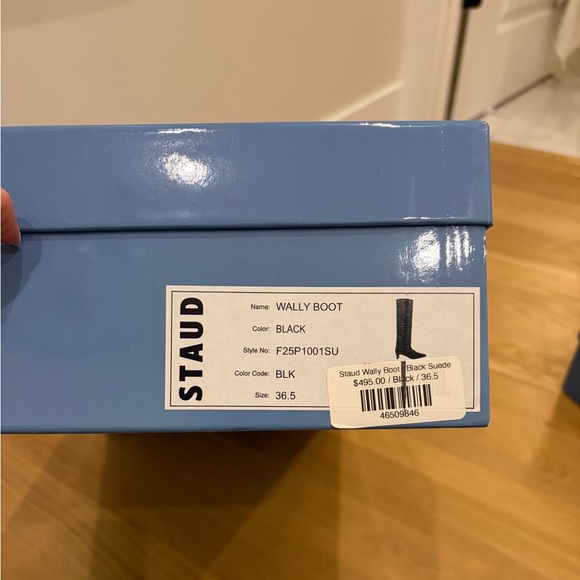 STAUD
Name: WALLY BOOT
Color: BLACK
Style No: F25P1001SU
Color Code: BLK
Size: 36.5
Staud Wally Boot Black Suede
$495.00 / Black / 36.5
46509846